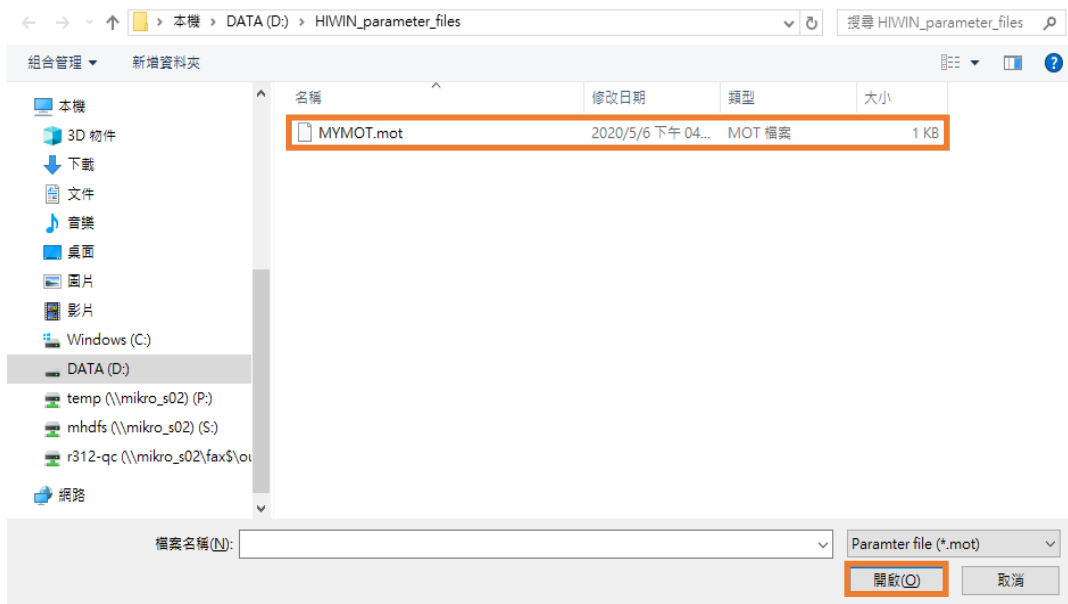 本機 › DATA (D:) › HIWIN_parameter_files
搜尋 HIWIN_parameter_files
組合管理
新增資料夾
名稱
修改日期
類型
大小
MYMOT.mot
2020/5/6 下午 04...
MOT 檔案
1 KB
本機
3D 物件
下載
文件
音樂
桌面
圖片
影片
Windows (C:)
DATA (D:)
temp (\\mikro_s02) (P:)
mhdfs (\\mikro_s02) (S:)
r312-qc (\\mikro_s02\fax$\ou
網路
檔案名稱(N):
Paramter file (*.mot)
開啟(O)
取消